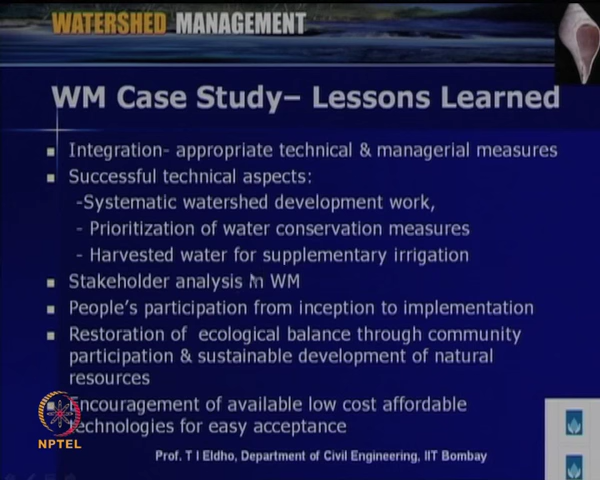 WATERSHED MANAGEMENT
WM Case Study– Lessons Learned
Integration- appropriate technical & managerial measures
Successful technical aspects:
-Systematic watershed development work,
- Prioritization of water conservation measures
- Harvested water for supplementary irrigation
Stakeholder analysis in WM
People's participation from inception to implementation
Restoration of ecological balance through community
participation & sustainable development of natural
resources
Encouragement of available low cost affordable
technologies for easy acceptance
NPTEL
Prof. T I Eldho, Department of Civil Engineering, IIT Bombay